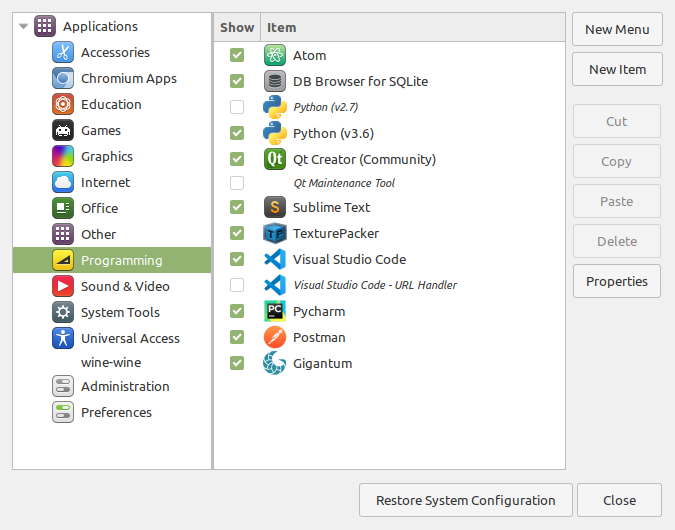 Applications
Accessories
Chromium Apps
Education
Games
Graphics
Internet
Office
Other
Programming
Sound & Video
System Tools
Universal Access
wine-wine
Administration
Preferences
Show Item
Atom
DB Browser for SQLite
Python (v2.7)
Python (v3.6)
Qt Qt Creator (Community)
Qt Maintenance Tool
S Sublime Text
TP TexturePacker
Visual Studio Code
Visual Studio Code - URL Handler
PC Pycharm
Postman
Gigantum
New Menu
New Item
Cut
Copy
Paste
Delete
Properties
Restore System Configuration
Close